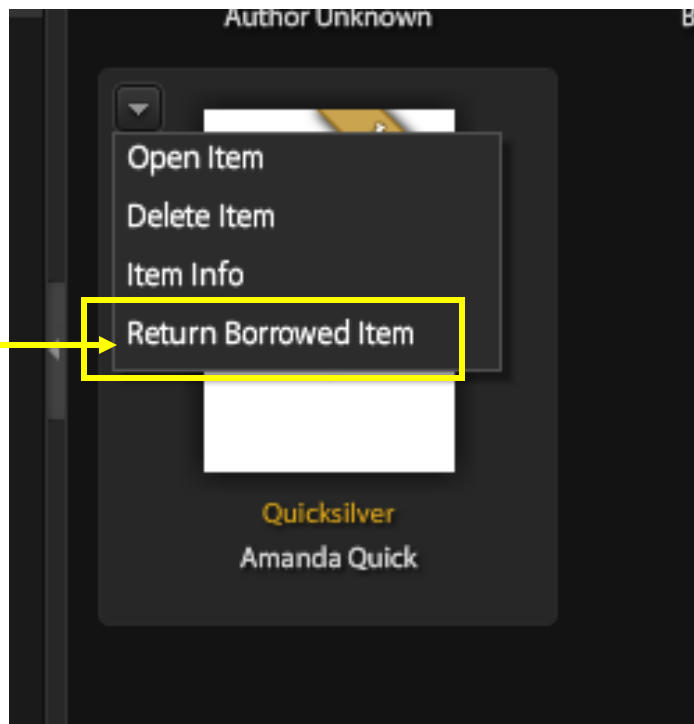 Author Unknown
B
Open Item
Delete Item
Item Info
Return Borrowed Item
Quicksilver
Amanda Quick